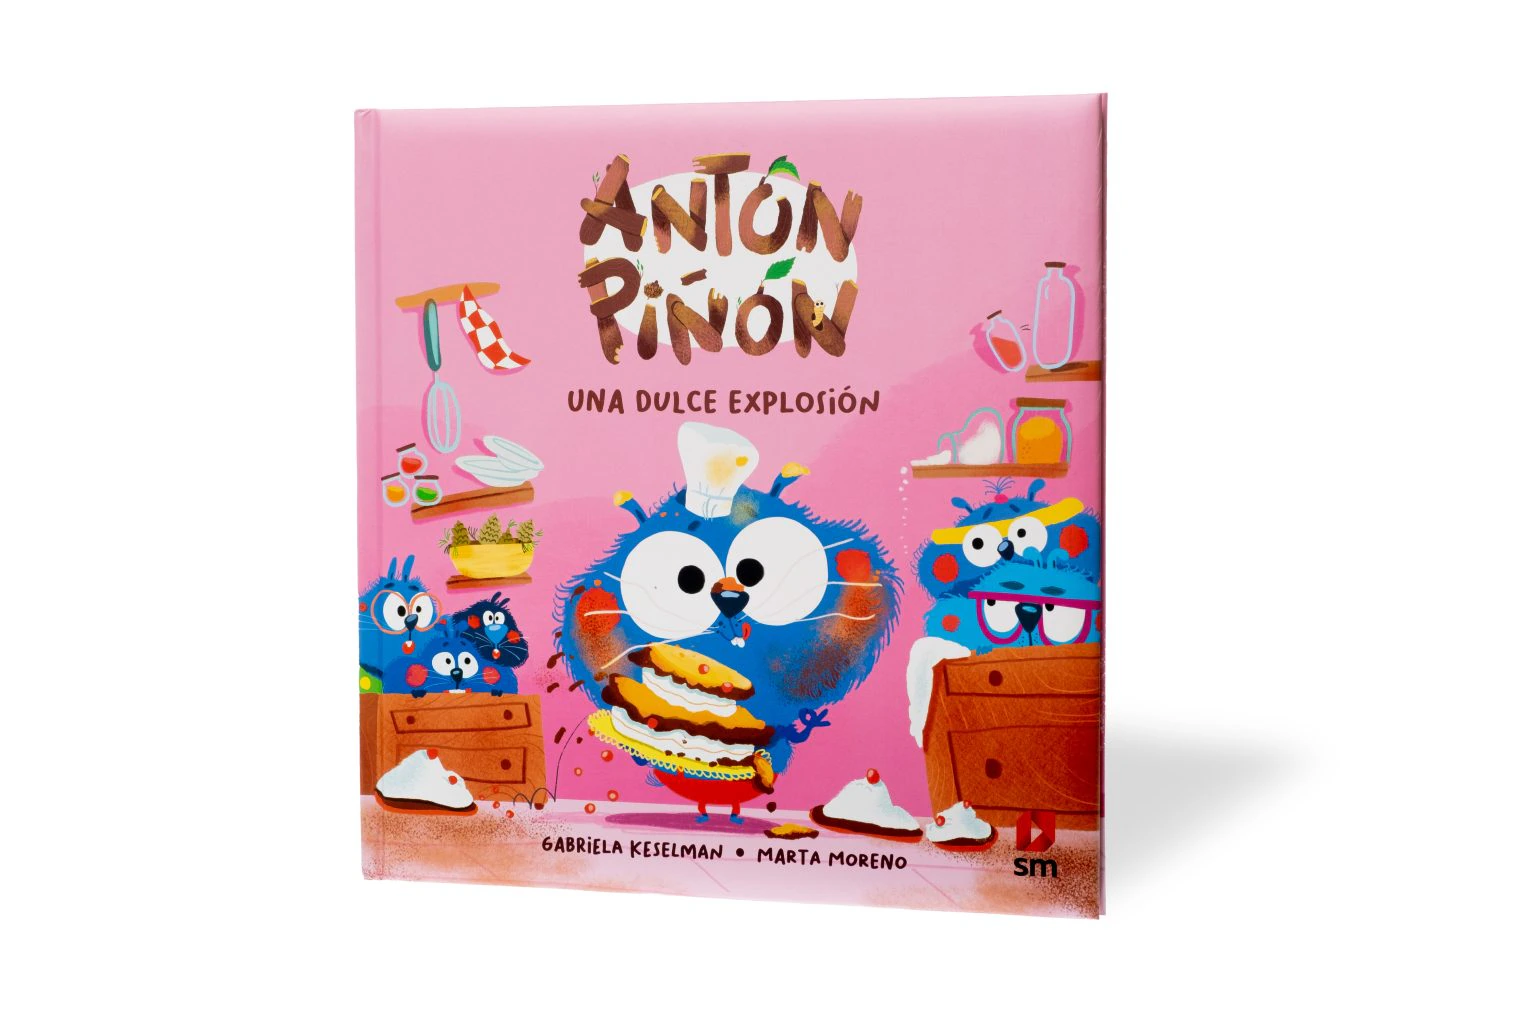 ANTÓN
PIÑÓN
UNA DULCE EXPLOSIÓN
GABRIELA KESELMAN • MARTA MORENO
sm